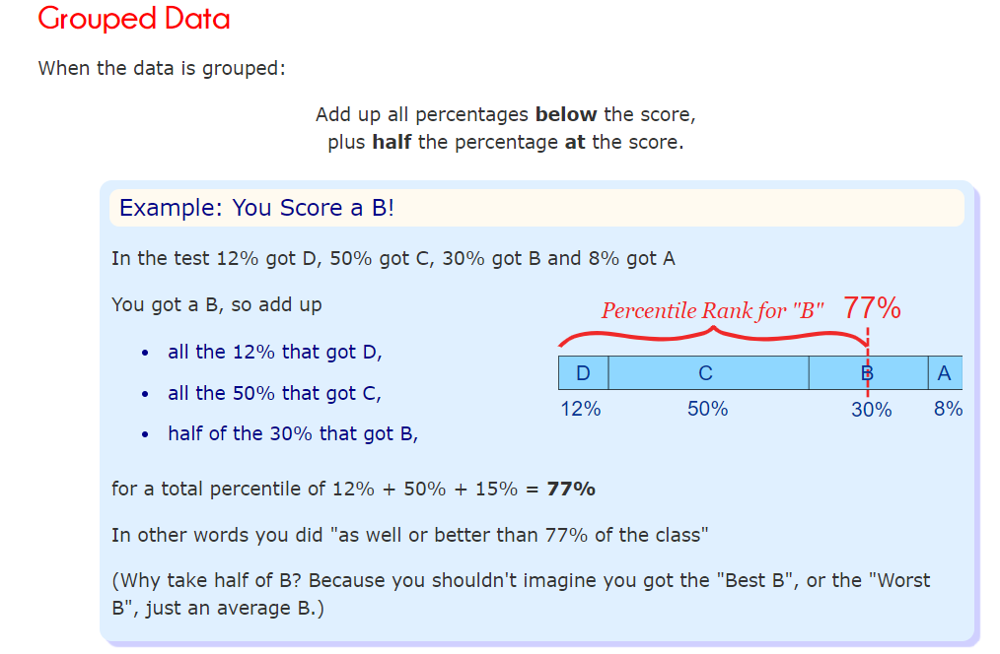 Grouped Data
When the data is grouped:
Add up all percentages below the score,
plus half the percentage at the score.
Example: You Score a B!
In the test 12% got D, 50% got C, 30% got B and 8% got A
You got a B, so add up
• all the 12% that got D,
• all the 50% that got C,
• half of the 30% that got B,
Percentile Rank for "B" 77%
D C B A
12% 50% 30% 8%
for a total percentile of 12% + 50% + 15% = 77%
In other words you did "as well or better than 77% of the class"
(Why take half of B? Because you shouldn't imagine you got the "Best B", or the "Worst
B", just an average B.)